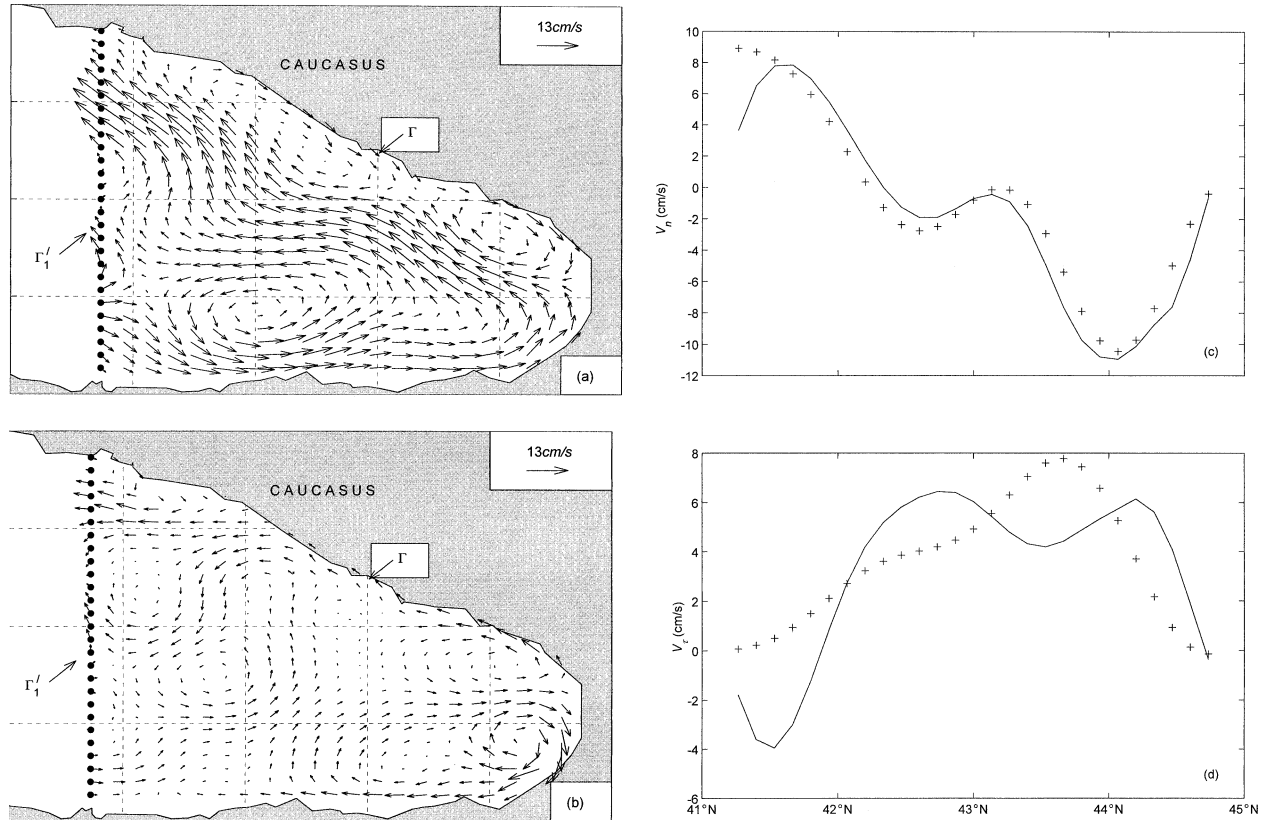 13cm/s
CAUCASUS
Γ
Γ₁′
(a)
13cm/s
CAUCASUS
Γ
Γ₁′
(b)
10
8
6
4
2
0
-2
-4
-6
-8
-10
-12
Vₙ (cm/s)
(c)
8
6
4
2
0
-2
-4
-6
V_τ (cm/s)
(d)
41°N 42°N 43°N 44°N 45°N